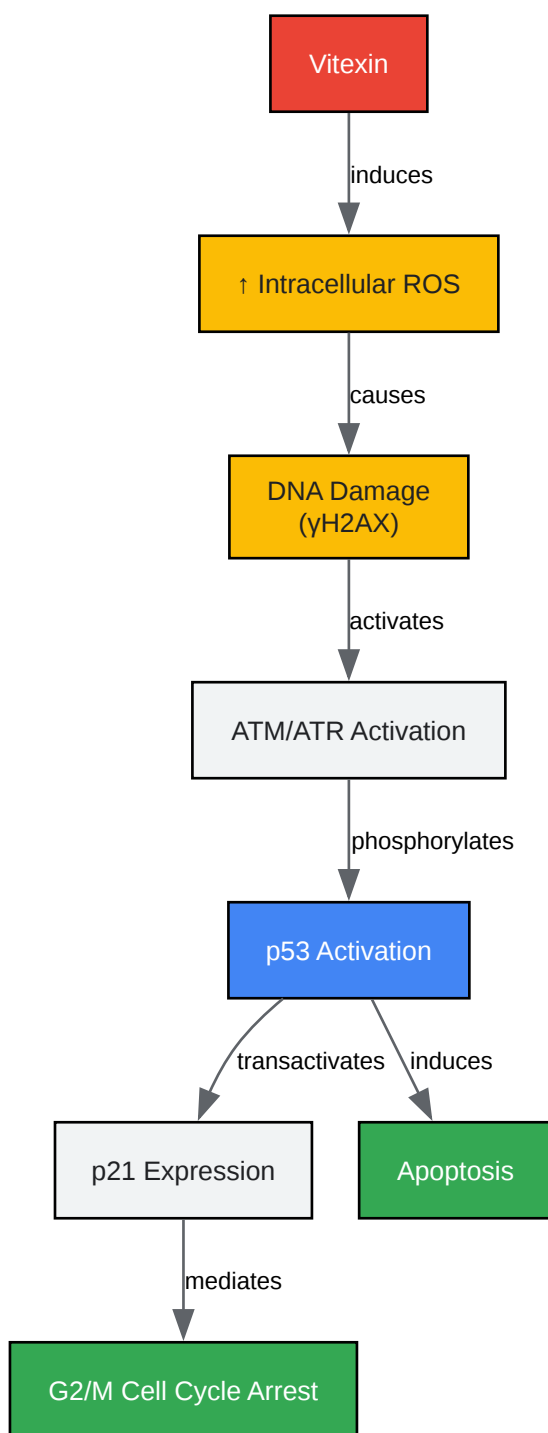 Vitexin
induces
↑ Intracellular ROS
causes
DNA Damage
(γH2AX)
activates
ATM/ATR Activation
phosphorylates
p53 Activation
transactivates
induces
p21 Expression
Apoptosis
mediates
G2/M Cell Cycle Arrest